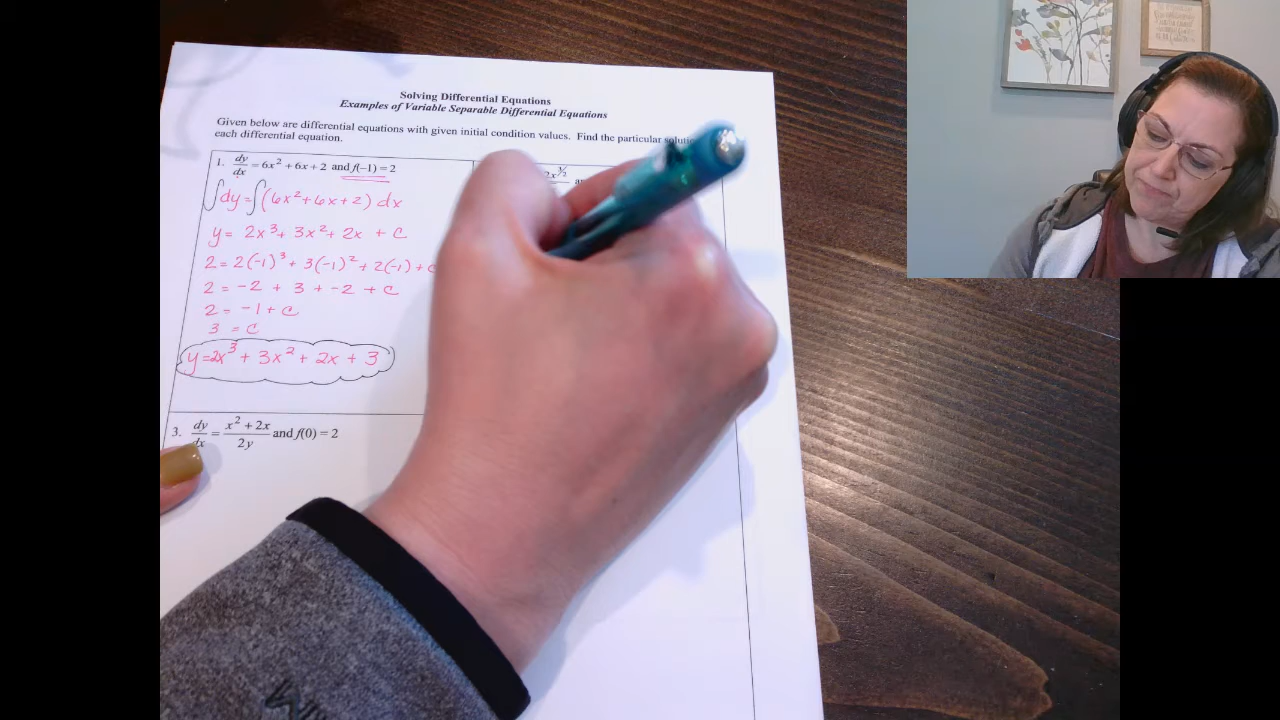 Solving Differential Equations
Examples of Variable Separable Differential Equations
Given below are differential equations with given initial condition values. Find the particular
each differential equation.
1. dy/dx = 6x² + 6x + 2 and f(−1) = 2
∫dy = ∫(6x² + 6x + 2) dx
y = 2x³ + 3x² + 2x + C
2 = 2(-1)³ + 3(-1)² + 2(-1) + C
2 = -2 + 3 + -2 + C
2 = -1 + C
3 = C
y = 2x³ + 3x² + 2x + 3
3. dy/dx = x² + 2x / 2y and f(0) = 2